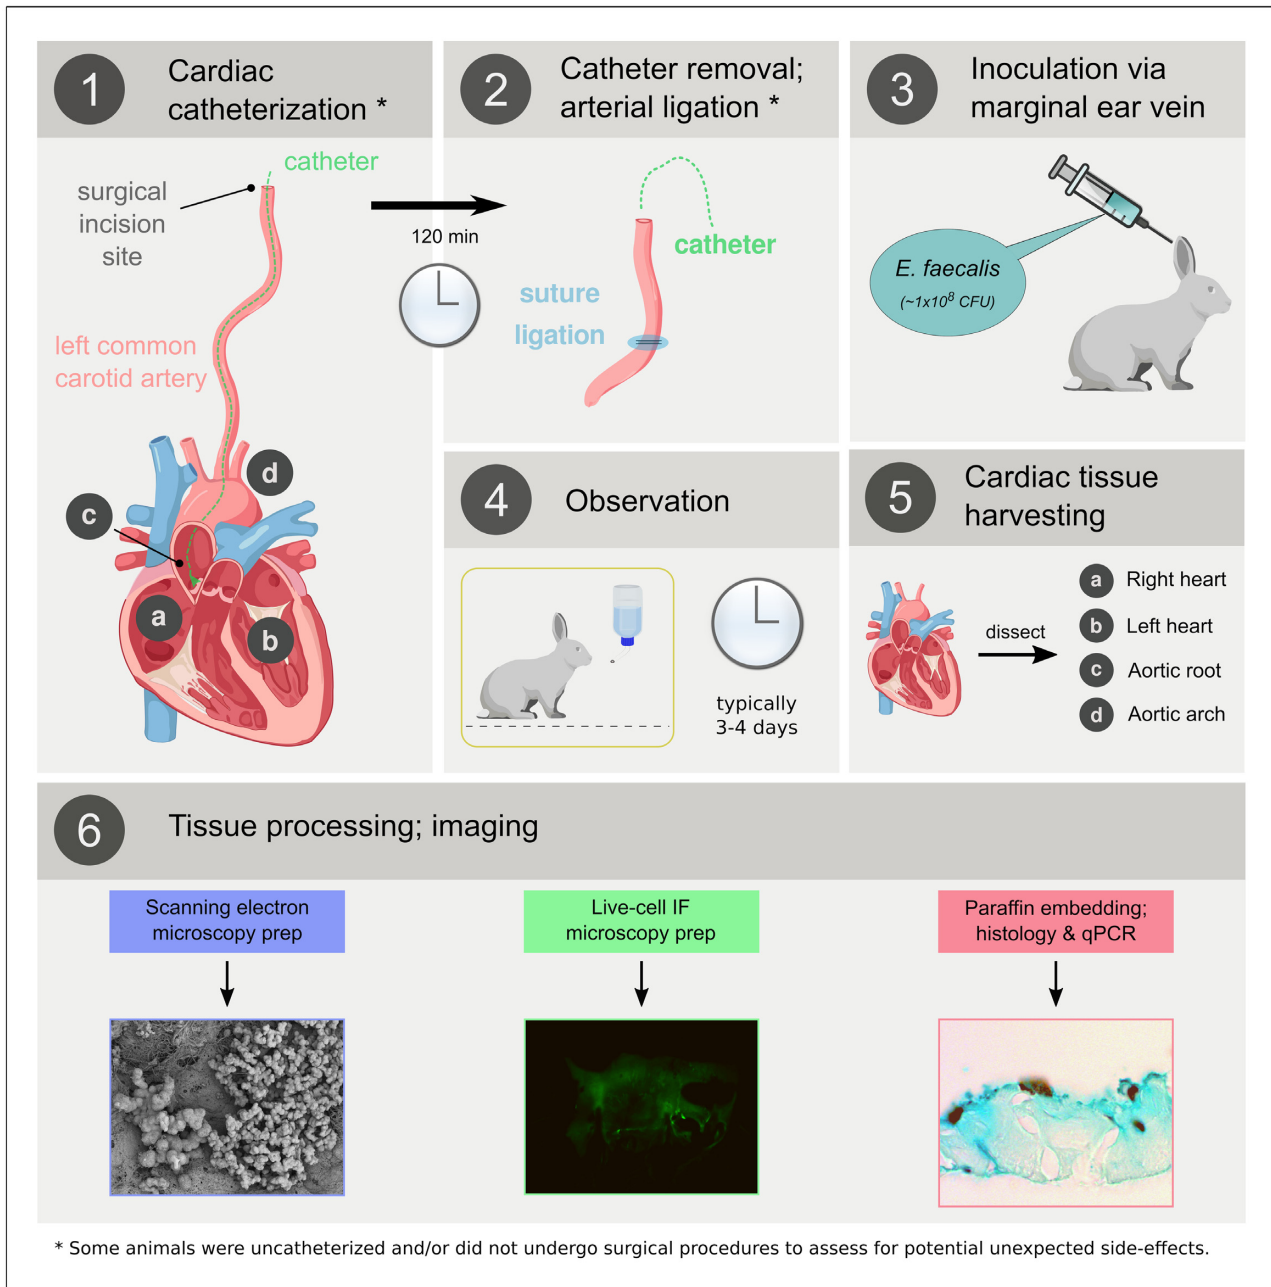 1
Cardiac
catheterization *
catheter
surgical
incision
site
left common
carotid artery
d
c
a
b
120 min
2
Catheter removal;
arterial ligation *
catheter
suture
ligation
3
Inoculation via
marginal ear vein
E. faecalis
(~1x10⁸ CFU)
4
Observation
typically
3-4 days
5
Cardiac tissue
harvesting
dissect
a Right heart
b Left heart
c Aortic root
d Aortic arch
6
Tissue processing; imaging
Scanning electron
microscopy prep
Live-cell IF
microscopy prep
Paraffin embedding;
histology & qPCR
* Some animals were uncatheterized and/or did not undergo surgical procedures to assess for potential unexpected side-effects.